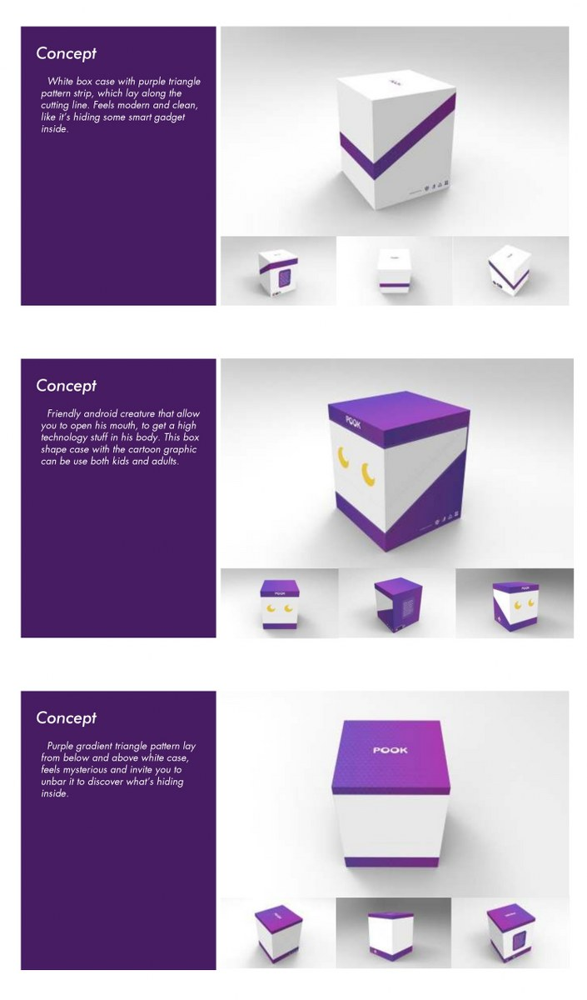 Concept
White box case with purple triangle
pattern strip, which lay along the
cutting line. Feels modern and clean,
like it's hiding some smart gadget
inside.
POOK
Concept
Friendly android creature that allow
you to open his mouth, to get a high
technology stuff in his body. This box
shape case with the cartoon graphic
can be use both kids and adults.
POOK
POOK
POOK
Concept
Purple gradient triangle pattern lay
from below and above white case,
feels mysterious and invite you to
unbar it to discover what's hiding
inside.
POOK